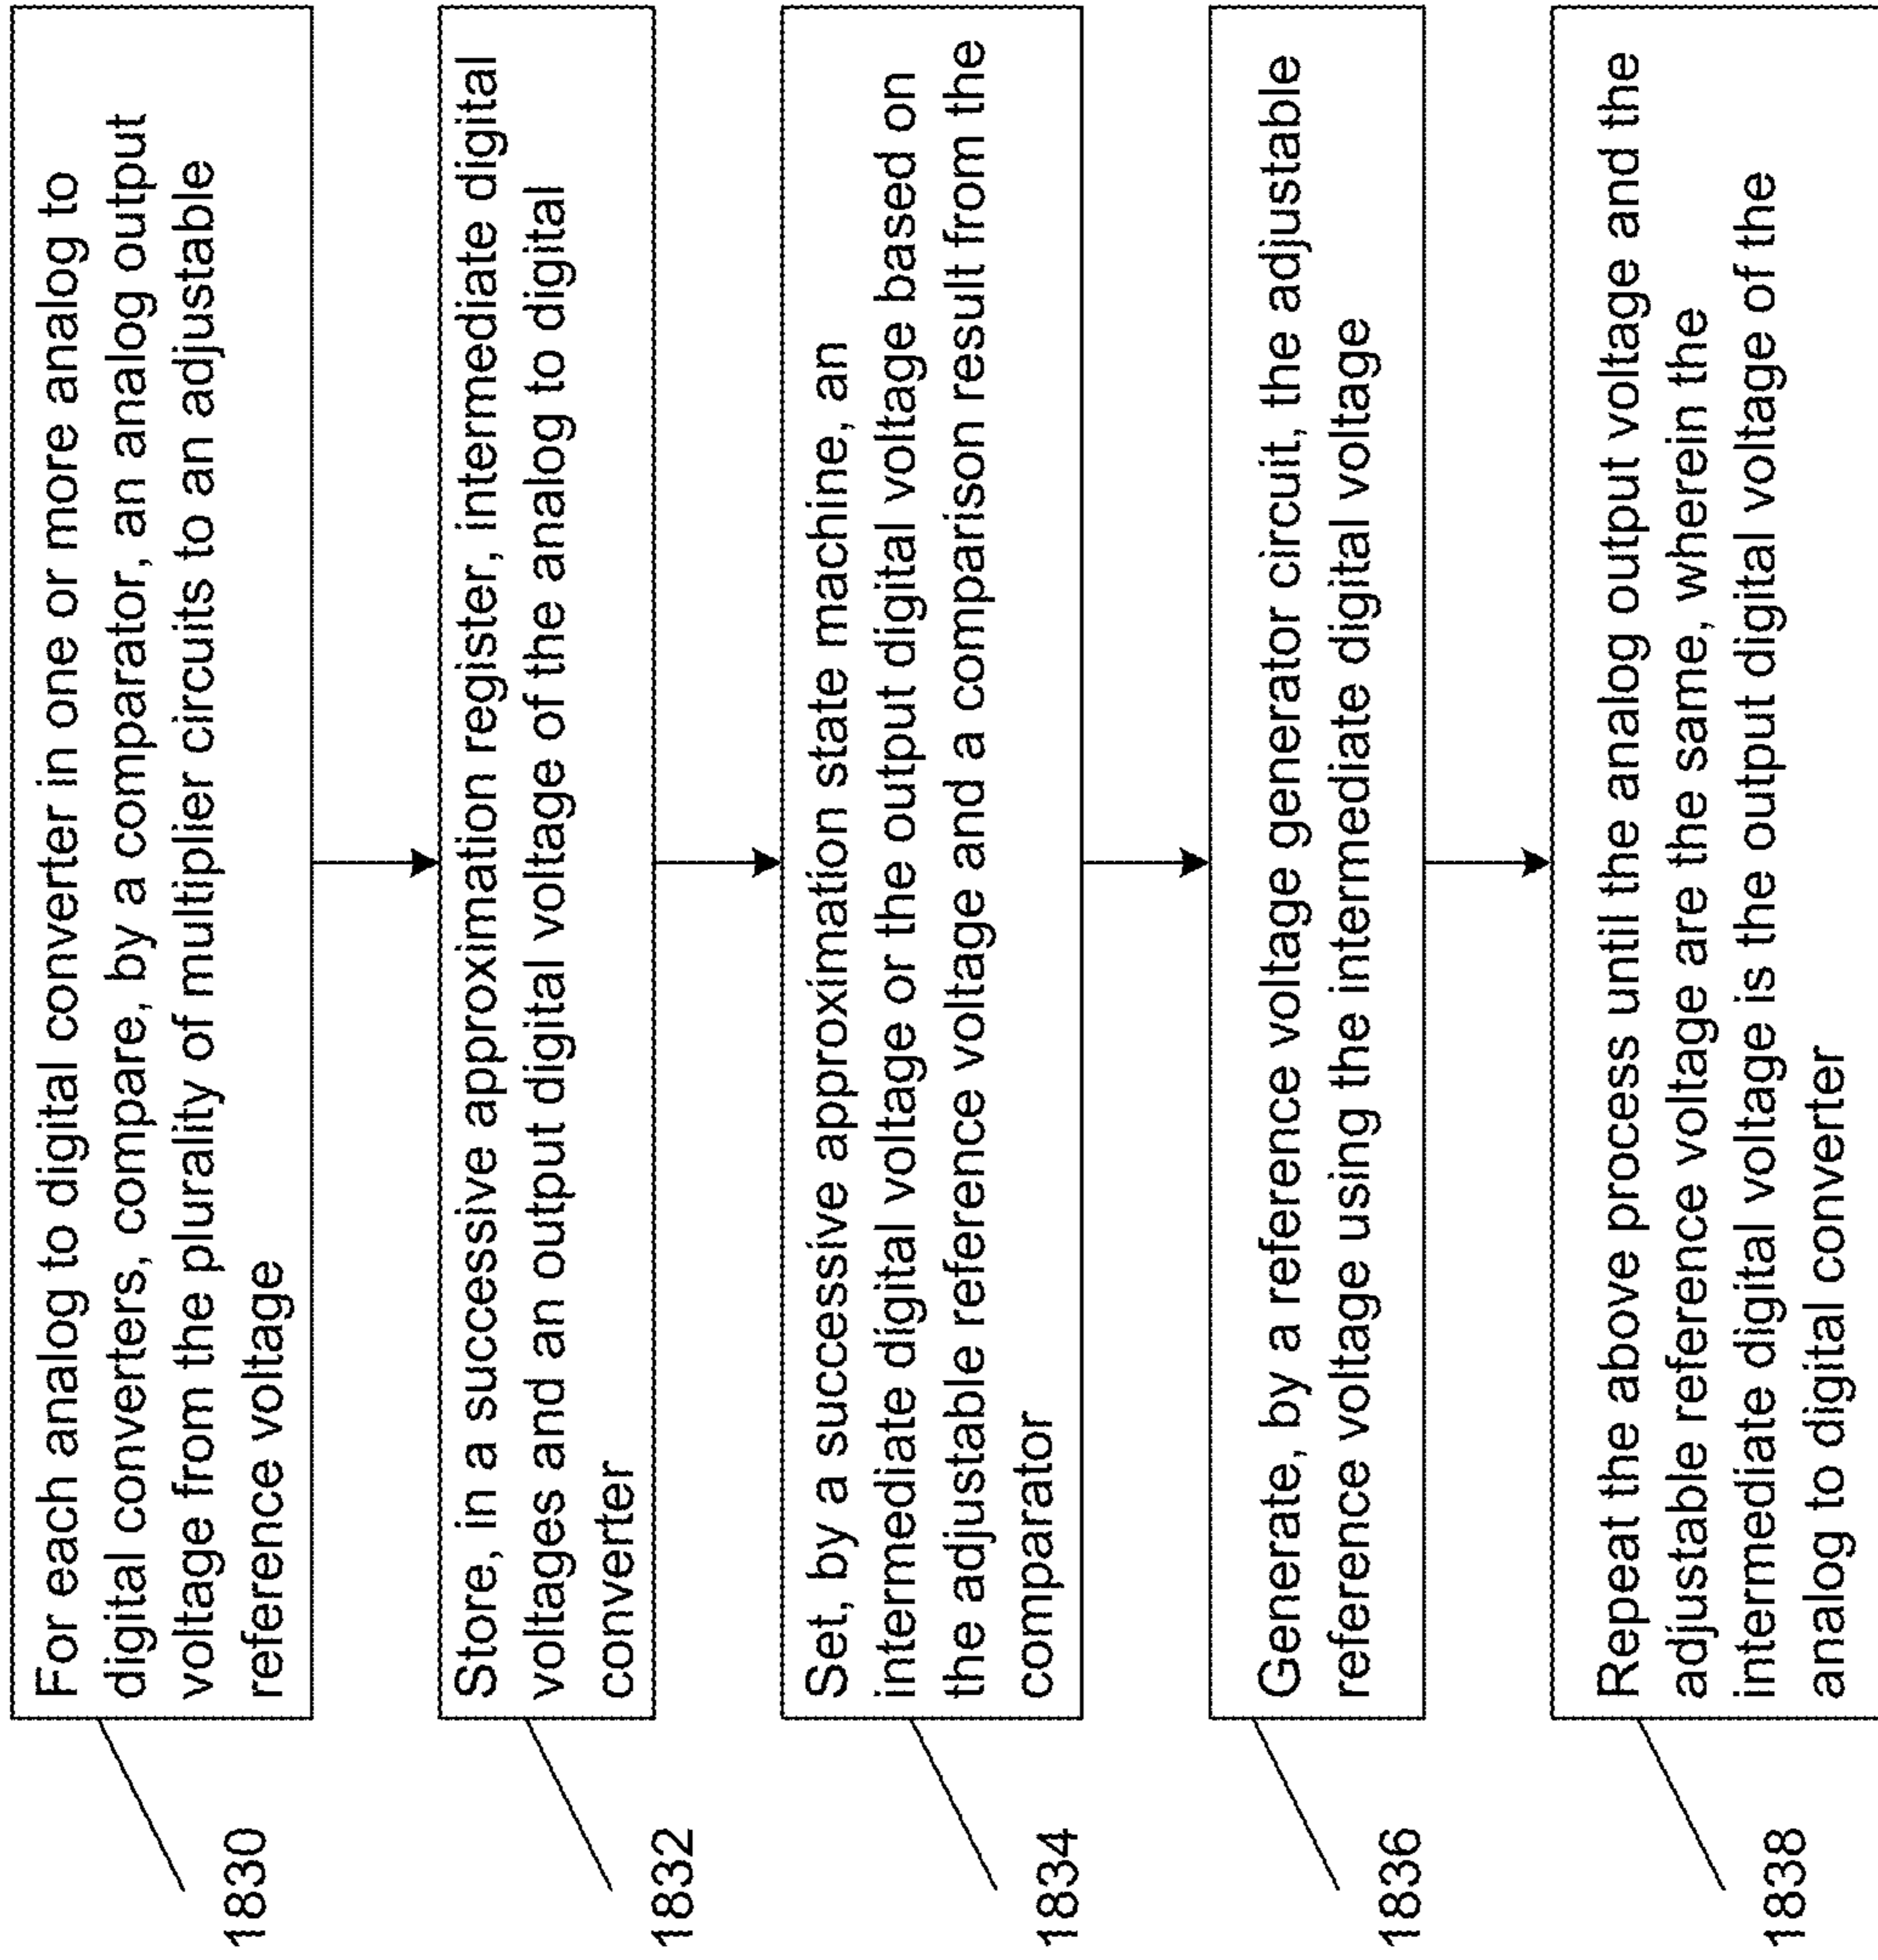 For each analog to digital converter in one or more analog to
digital converters, compare, by a comparator, an analog output
voltage from the plurality of multiplier circuits to an adjustable
reference voltage
1830
Store, in a successive approximation register, intermediate digital
voltages and an output digital voltage of the analog to digital
converter
1832
Set, by a successive approximation state machine, an
intermediate digital voltage or the output digital voltage based on
the adjustable reference voltage and a comparison result from the
comparator
1834
Generate, by a reference voltage generator circuit, the adjustable
reference voltage using the intermediate digital voltage
1836
Repeat the above process until the analog output voltage and the
adjustable reference voltage are the same, wherein the
intermediate digital voltage is the output digital voltage of the
analog to digital converter
1838